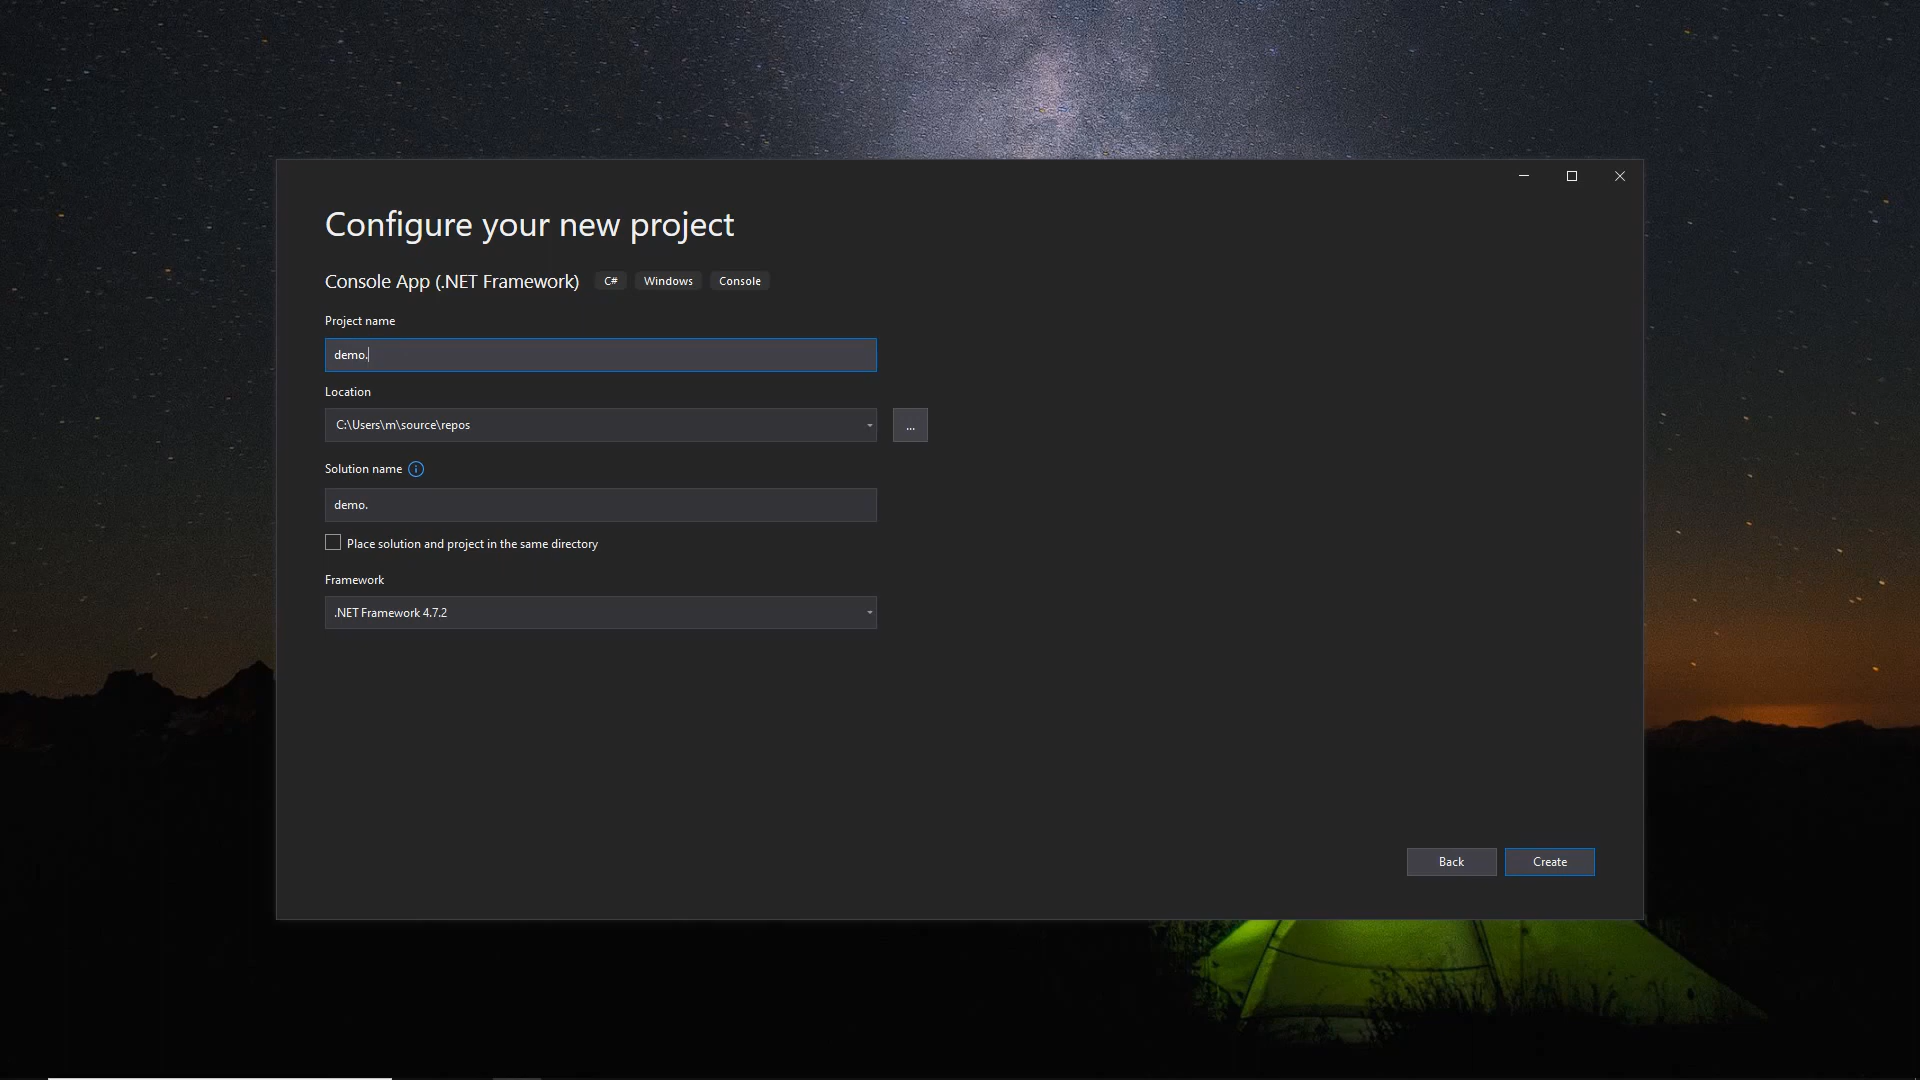 Configure your new project
Console App (.NET Framework) C# Windows Console
Project name
demo.
Location
C:\Users\m\source\repos
...
Solution name
demo.
Place solution and project in the same directory
Framework
.NET Framework 4.7.2
Back Create